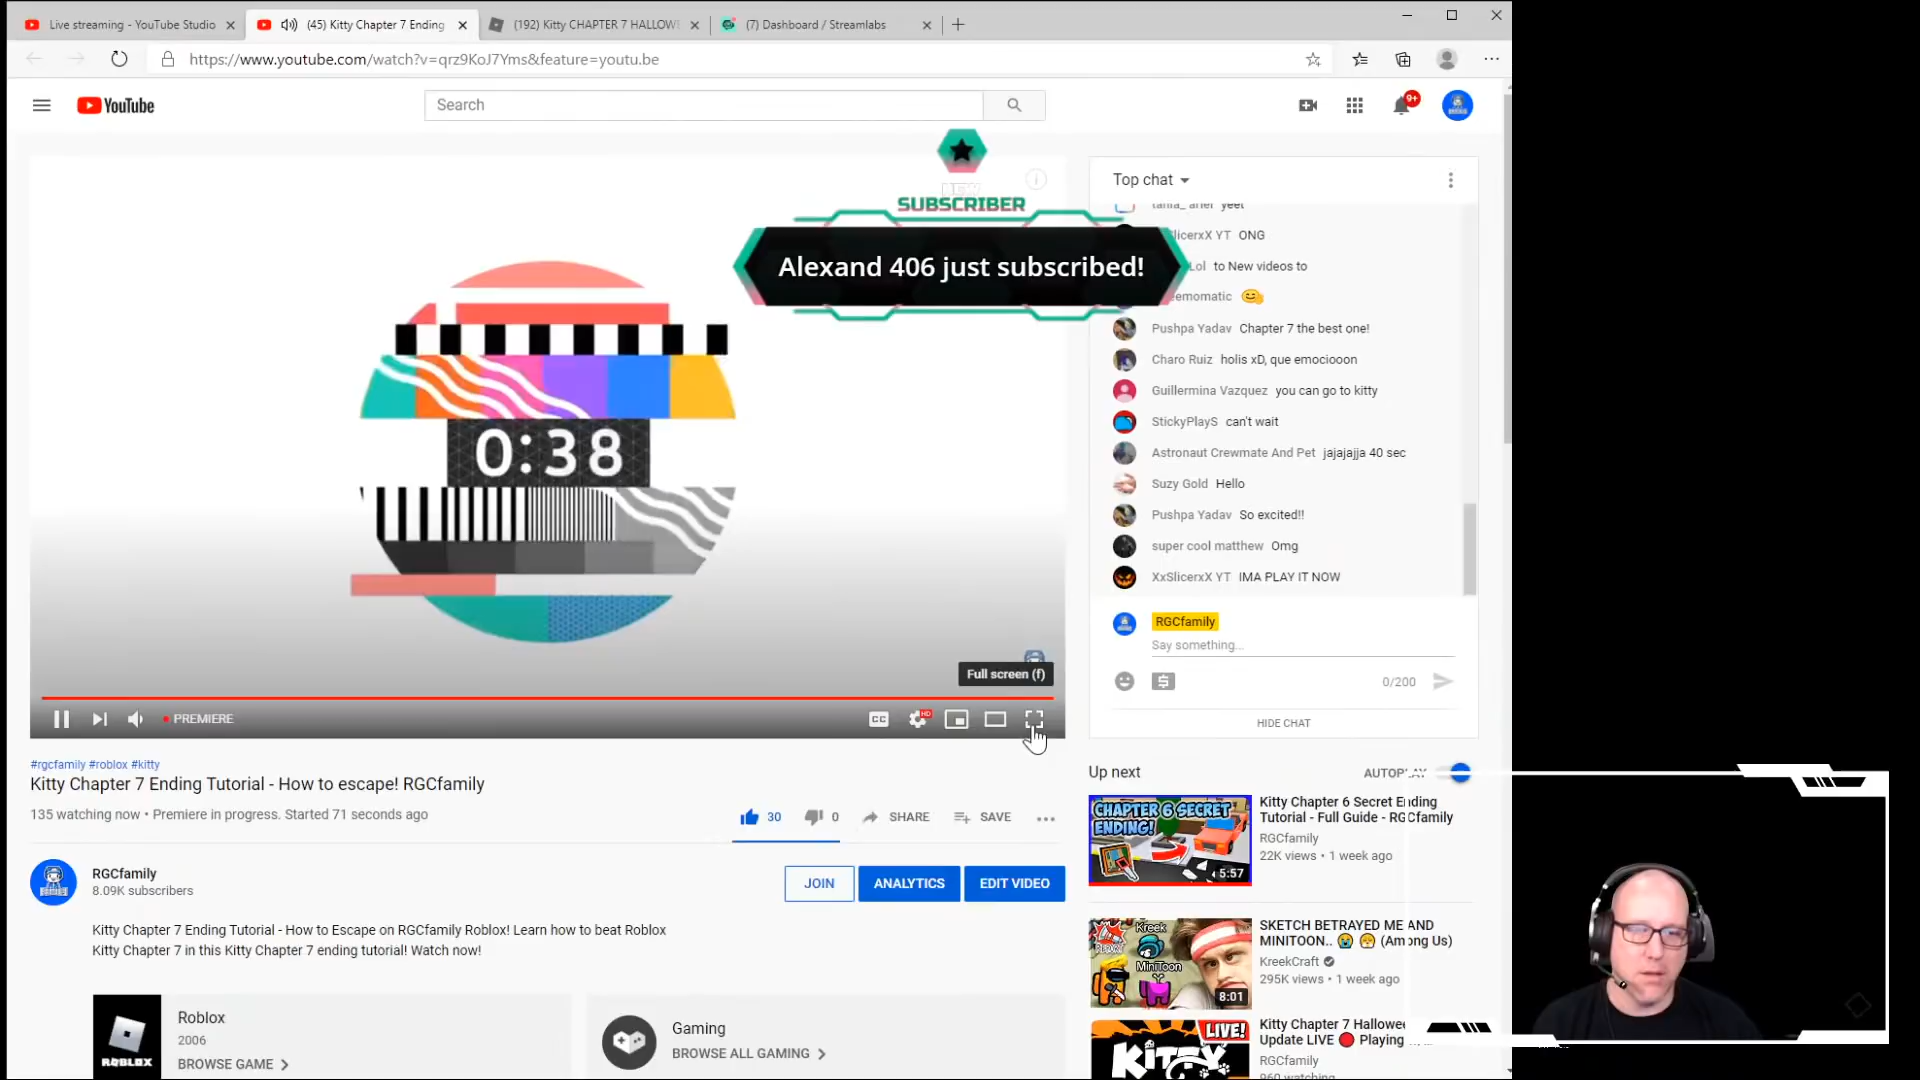 Live streaming - YouTube Studio
(45) Kitty Chapter 7 Ending
(192) Kitty CHAPTER 7 HALLOW
(7) Dashboard / Streamlabs
https://www.youtube.com/watch?v=qrz9KoJ7Yms&feature=youtu.be
YouTube
Search
9+
NEW
SUBSCRIBER
Alexand 406 just subscribed!
0:38
Full screen (f)
PREMIERE
CC
HD
Top chat
yeet
SlicerxX YT ONG
Lol to New videos to
emomatic
Pushpa Yadav Chapter 7 the best one!
Charo Ruiz holis xD, que emociooon
Guillermina Vazquez you can go to kitty
StickyPlayS can't wait
Astronaut Crewmate And Pet jajajajja 40 sec
Suzy Gold Hello
Pushpa Yadav So excited!!
super cool matthew Omg
XxSlicerxX YT IMA PLAY IT NOW
RGCfamily
Say something...
0/200
HIDE CHAT
#rgcfamily #roblox #kitty
Kitty Chapter 7 Ending Tutorial - How to escape! RGCfamily
135 watching now • Premiere in progress. Started 71 seconds ago
30
0
SHARE
SAVE
RGCfamily
8.09K subscribers
JOIN
ANALYTICS
EDIT VIDEO
Kitty Chapter 7 Ending Tutorial - How to Escape on RGCfamily Roblox! Learn how to beat Roblox
Kitty Chapter 7 in this Kitty Chapter 7 ending tutorial! Watch now!
ROBLOX
Roblox
2006
BROWSE GAME
Gaming
BROWSE ALL GAMING
Up next
AUTOPLAY
CHAPTER 6 SECRET
ENDING!
5:57
Kitty Chapter 6 Secret Ending
Tutorial - Full Guide - RGCfamily
RGCfamily
22K views • 1 week ago
Kreek
MiniToon
8:01
SKETCH BETRAYED ME AND
MINITOON.. 😭 😤 (Among Us)
KreekCraft
295K views • 1 week ago
LIVE!
KITTY
Kitty Chapter 7 Hallowe
Update LIVE 🔴 Playing
RGCfamily
960 watching